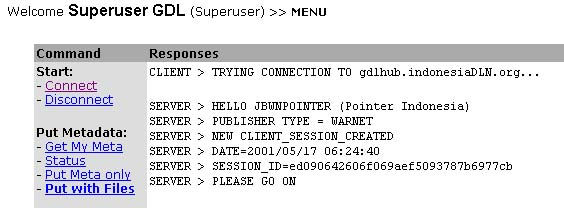 Welcome Superuser GDL (Superuser) >> MENU
Command Responses
Start:
- Connect
- Disconnect
Put Metadata:
- Get My Meta
- Status
- Put Meta only
- Put with Files
CLIENT > TRYING CONNECTION TO gdlhub.indonesiaDLN.org...
SERVER > HELLO JBWNPOINTER (Pointer Indonesia)
SERVER > PUBLISHER TYPE = WARNET
SERVER > NEW CLIENT_SESSION_CREATED
SERVER > DATE=2001/05/17 06:24:40
SERVER > SESSION_ID=ed090642606f069aef5093787b6977cb
SERVER > PLEASE GO ON